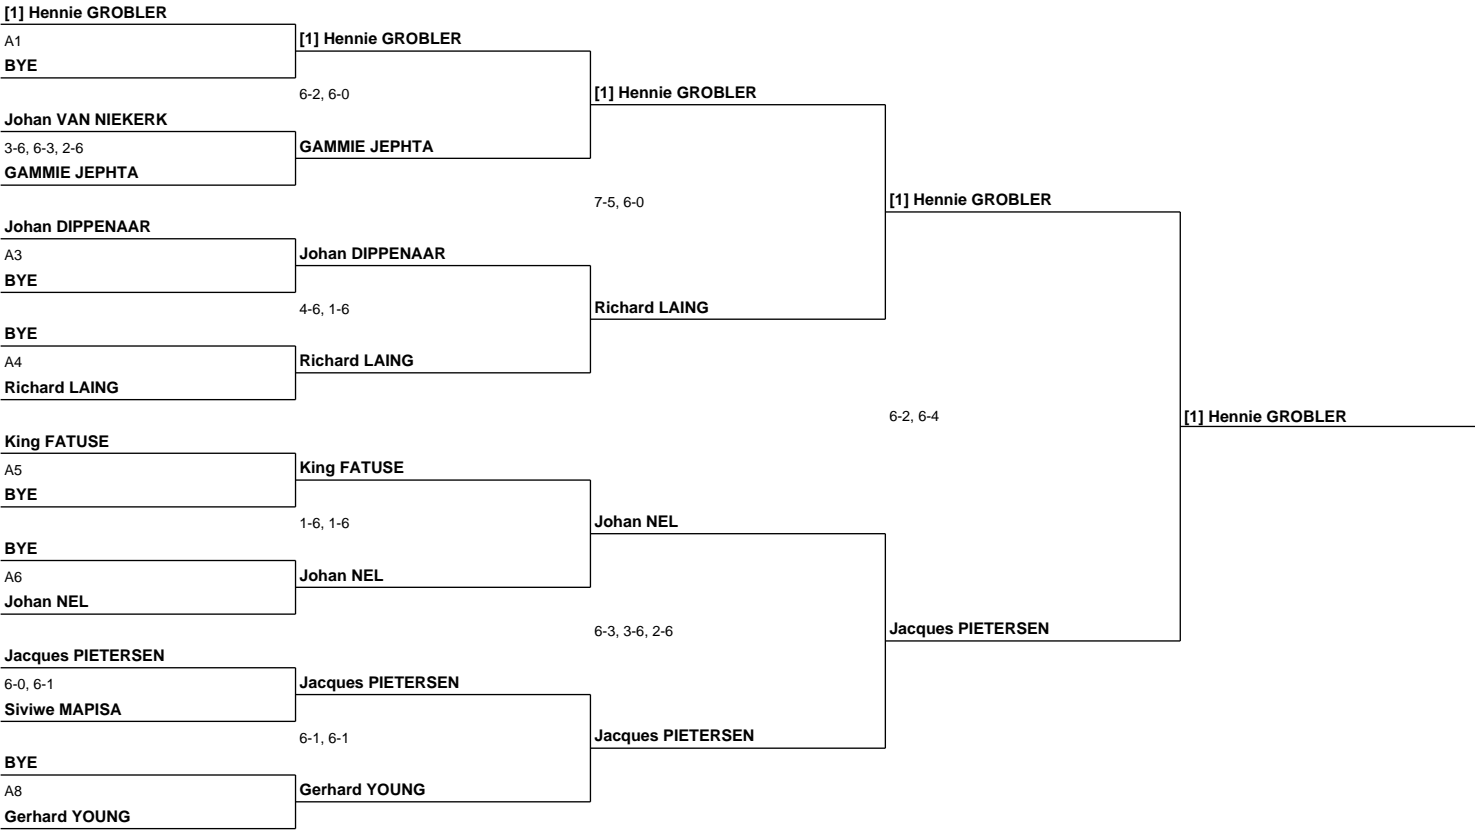 [1] Hennie GROBLER
A1
BYE
Johan VAN NIEKERK
3-6, 6-3, 2-6
GAMMIE JEPHTA
Johan DIPPENAAR
A3
BYE
BYE
A4
Richard LAING
King FATUSE
A5
BYE
BYE
A6
Johan NEL
Jacques PIETERSEN
6-0, 6-1
Siviwe MAPISA
BYE
A8
Gerhard YOUNG
[1] Hennie GROBLER
6-2, 6-0
GAMMIE JEPHTA
Johan DIPPENAAR
4-6, 1-6
Richard LAING
King FATUSE
1-6, 1-6
Johan NEL
Jacques PIETERSEN
6-1, 6-1
Gerhard YOUNG
[1] Hennie GROBLER
7-5, 6-0
Richard LAING
Johan NEL
6-3, 3-6, 2-6
Jacques PIETERSEN
[1] Hennie GROBLER
6-2, 6-4
Jacques PIETERSEN
[1] Hennie GROBLER